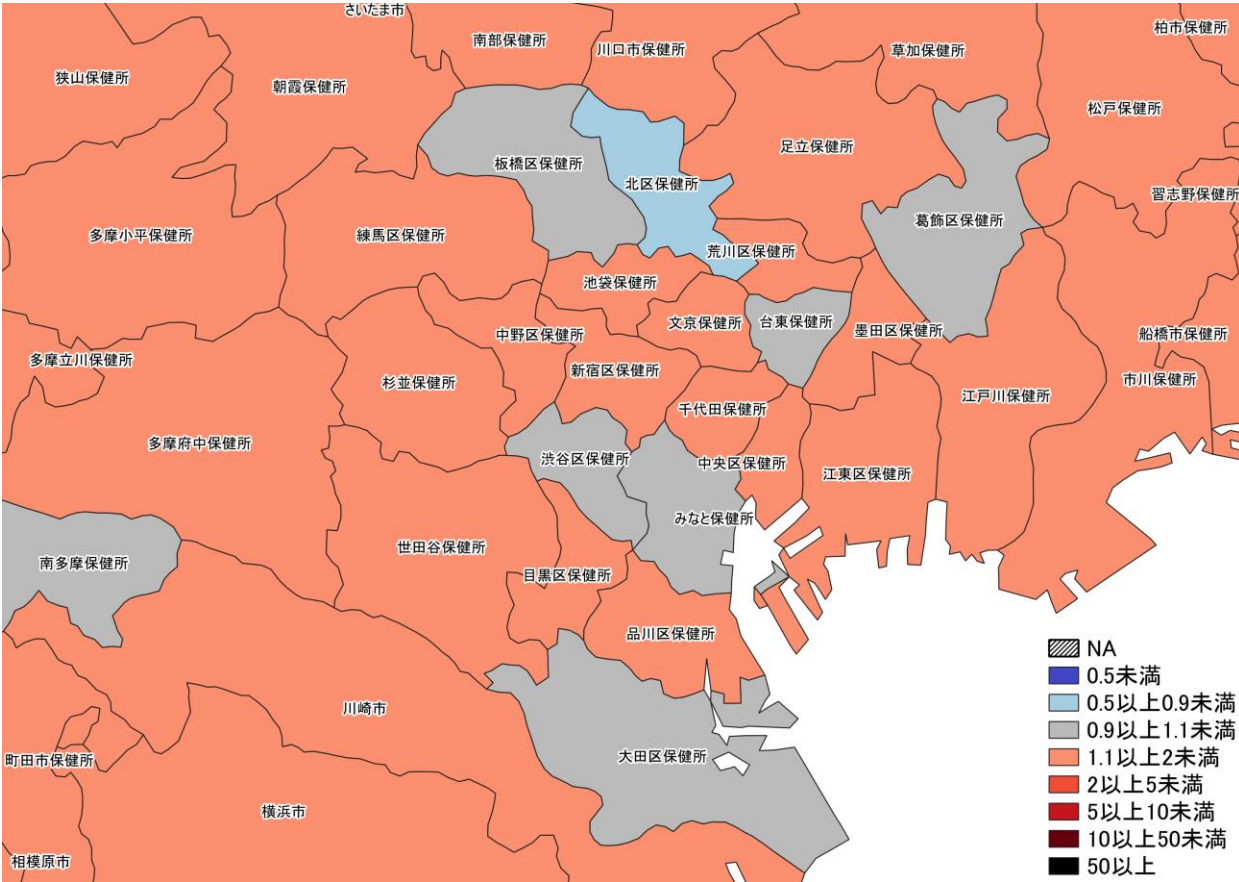 さいたま市
南部保健所
川口市保健所
草加保健所
柏市保健所
狭山保健所
朝霞保健所
松戸保健所
足立保健所
板橋区保健所
北区保健所
習志野保健所
葛飾区保健所
多摩小平保健所
練馬区保健所
荒川区保健所
池袋保健所
文京保健所
台東保健所
墨田区保健所
中野区保健所
船橋市保健所
多摩立川保健所
新宿区保健所
杉並保健所
市川保健所
江戸川保健所
千代田保健所
多摩府中保健所
渋谷区保健所
中央区保健所
江東区保健所
みなと保健所
世田谷保健所
南多摩保健所
目黒区保健所
品川区保健所
川崎市
大田区保健所
町田市保健所
横浜市
相模原市
NA
0.5未満
0.5以上0.9未満
0.9以上1.1未満
1.1以上2未満
2以上5未満
5以上10未満
10以上50未満
50以上